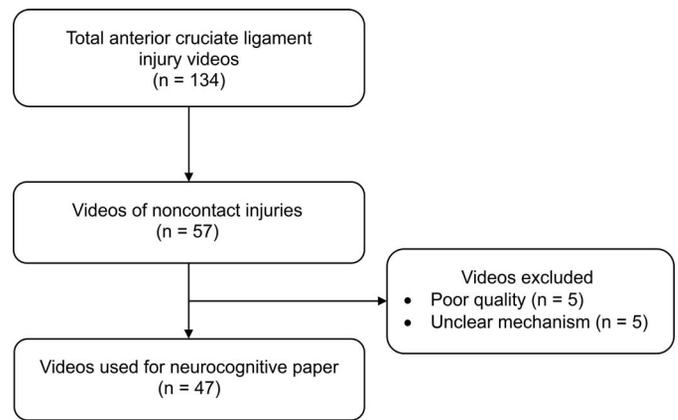 Total anterior cruciate ligament
injury videos
(n = 134)
Videos of noncontact injuries
(n = 57)
Videos excluded
• Poor quality (n = 5)
• Unclear mechanism (n = 5)
Videos used for neurocognitive paper
(n = 47)